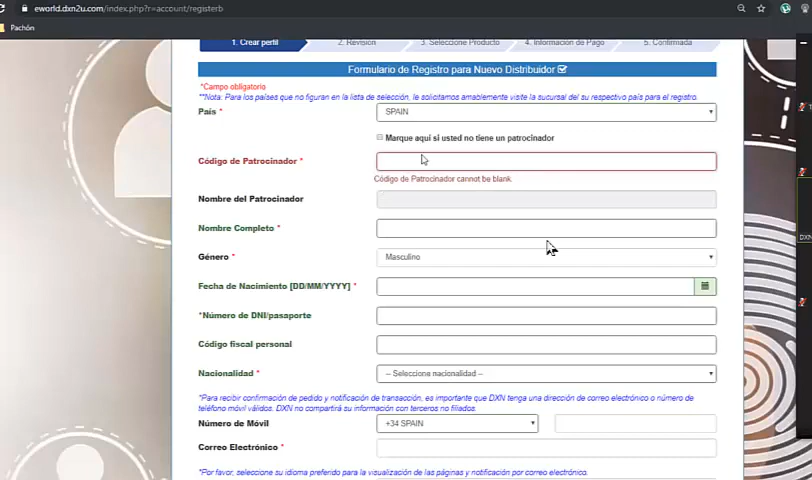 eworld.dxn2u.com/index.php?r=account/registerb
Pachón
1. Crear perfil
2. Revisión
3. Seleccione Producto
4. Información de Pago
5. Confirmada
Formulario de Registro para Nuevo Distribuidor
*Campo obligatorio
**Nota: Para los países que no figuran en la lista de selección, le solicitamos amablemente visite la sucursal del su respectivo país para el registro.
País *
SPAIN
Marque aqui si usted no tiene un patrocinador
Código de Patrocinador *
Código de Patrocinador cannot be blank.
Nombre del Patrocinador
Nombre Completo *
Género *
Masculino
Fecha de Nacimiento [DD/MM/YYYY] *
*Número de DNI/pasaporte
Código fiscal personal
Nacionalidad *
-- Seleccione nacionalidad --
*Para recibir confirmación de pedido y notificación de transacción, es importante que DXN tenga una dirección de correo electrónico o número de
teléfono móvil válidos. DXN no compartirá su información con terceros no filiados.
Número de Móvil
+34 SPAIN
Correo Electrónico *
*Por favor, seleccione su idioma preferido para la visualización de las páginas y notificación por correo electrónico.
DXN